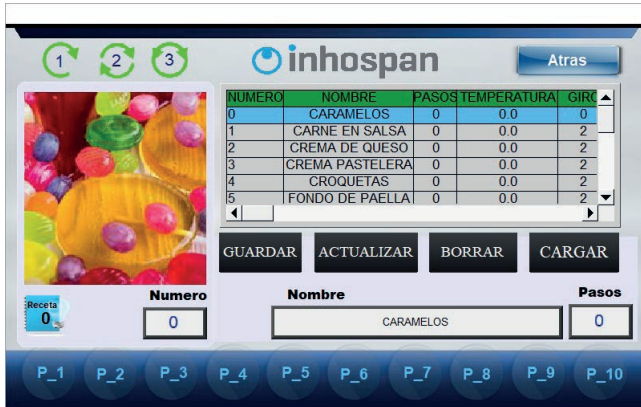 1 2 3 inhospan Atras
NUMERO NOMBRE PASOS TEMPERATURA GIRO
0 CARAMELOS 0 0.0 0
1 CARNE EN SALSA 0 0.0 2
2 CREMA DE QUESO 0 0.0 2
3 CREMA PASTELERA 0 0.0 2
4 CROQUETAS 0 0.0 2
5 FONDO DE PAELLA 0 0.0 2
GUARDAR ACTUALIZAR BORRAR CARGAR
Receta
0
Numero Nombre Pasos
0 CARAMELOS 0
P_1 P_2 P_3 P_4 P_5 P_6 P_7 P_8 P_9 P_10